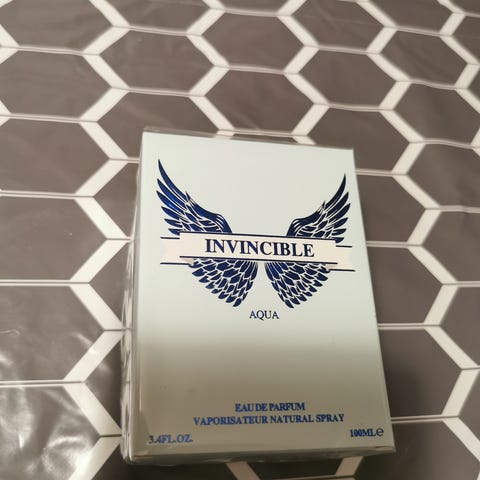 INVINCIBLE
AQUA
EAU DE PARFUM
VAPORISATEUR NATURAL SPRAY
3.4FL.OZ. 100ML℮